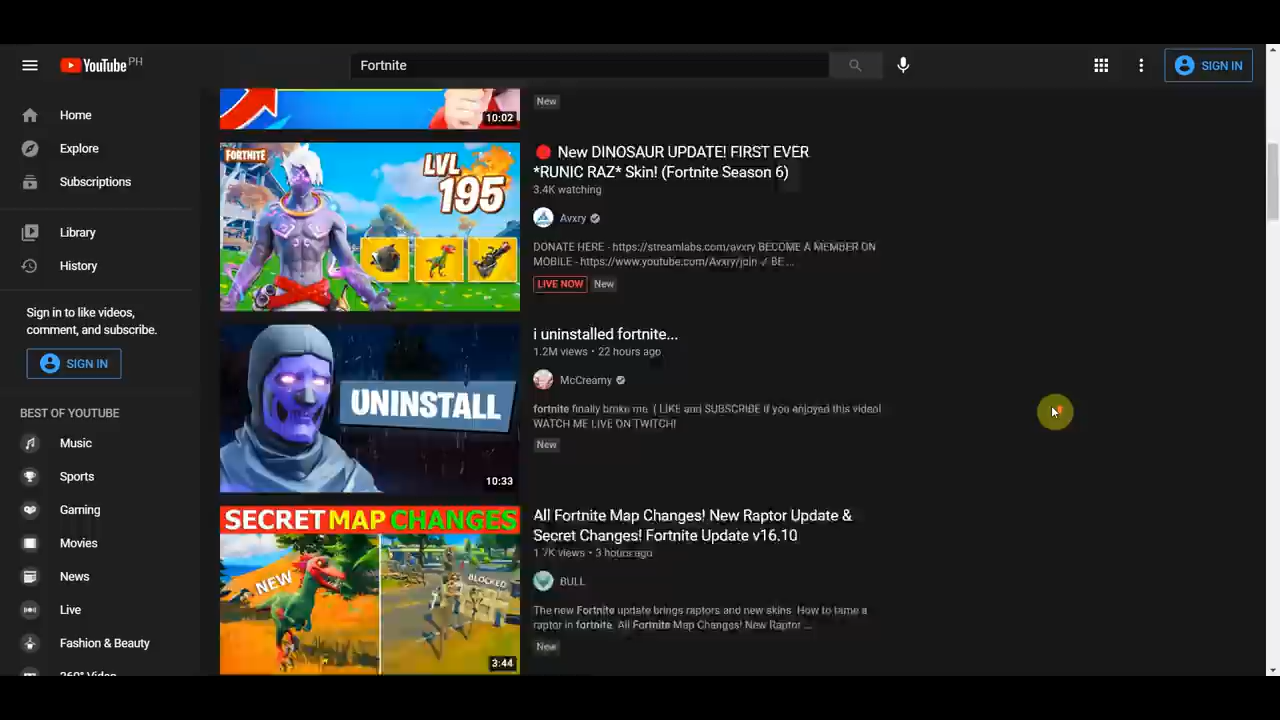 YouTube PH
Fortnite
SIGN IN
Home
Explore
Subscriptions
Library
History
Sign in to like videos,
comment, and subscribe.
SIGN IN
BEST OF YOUTUBE
Music
Sports
Gaming
Movies
News
Live
Fashion & Beauty
360° Video
10:02
New
FORTNITE
LVL
195
New DINOSAUR UPDATE! FIRST EVER
*RUNIC RAZ* Skin! (Fortnite Season 6)
3.4K watching
Avxry
DONATE HERE - https://streamlabs.com/avxry BECOME A MEMBER ON
MOBILE - https://www.youtube.com/Avxry/join ✓ BE ...
LIVE NOW New
UNINSTALL
10:33
i uninstalled fortnite...
1.2M views • 22 hours ago
McCreamy
fortnite finally broke me. ( LIKE and SUBSCRIBE if you enjoyed this video!
WATCH ME LIVE ON TWITCH!
New
SECRET MAP CHANGES
NEW
BLOCKED
3:44
All Fortnite Map Changes! New Raptor Update &
Secret Changes! Fortnite Update v16.10
1.7K views • 3 hours ago
BULL
The new Fortnite update brings raptors and new skins. How to tame a
raptor in fortnite. All Fortnite Map Changes! New Raptor ...
New